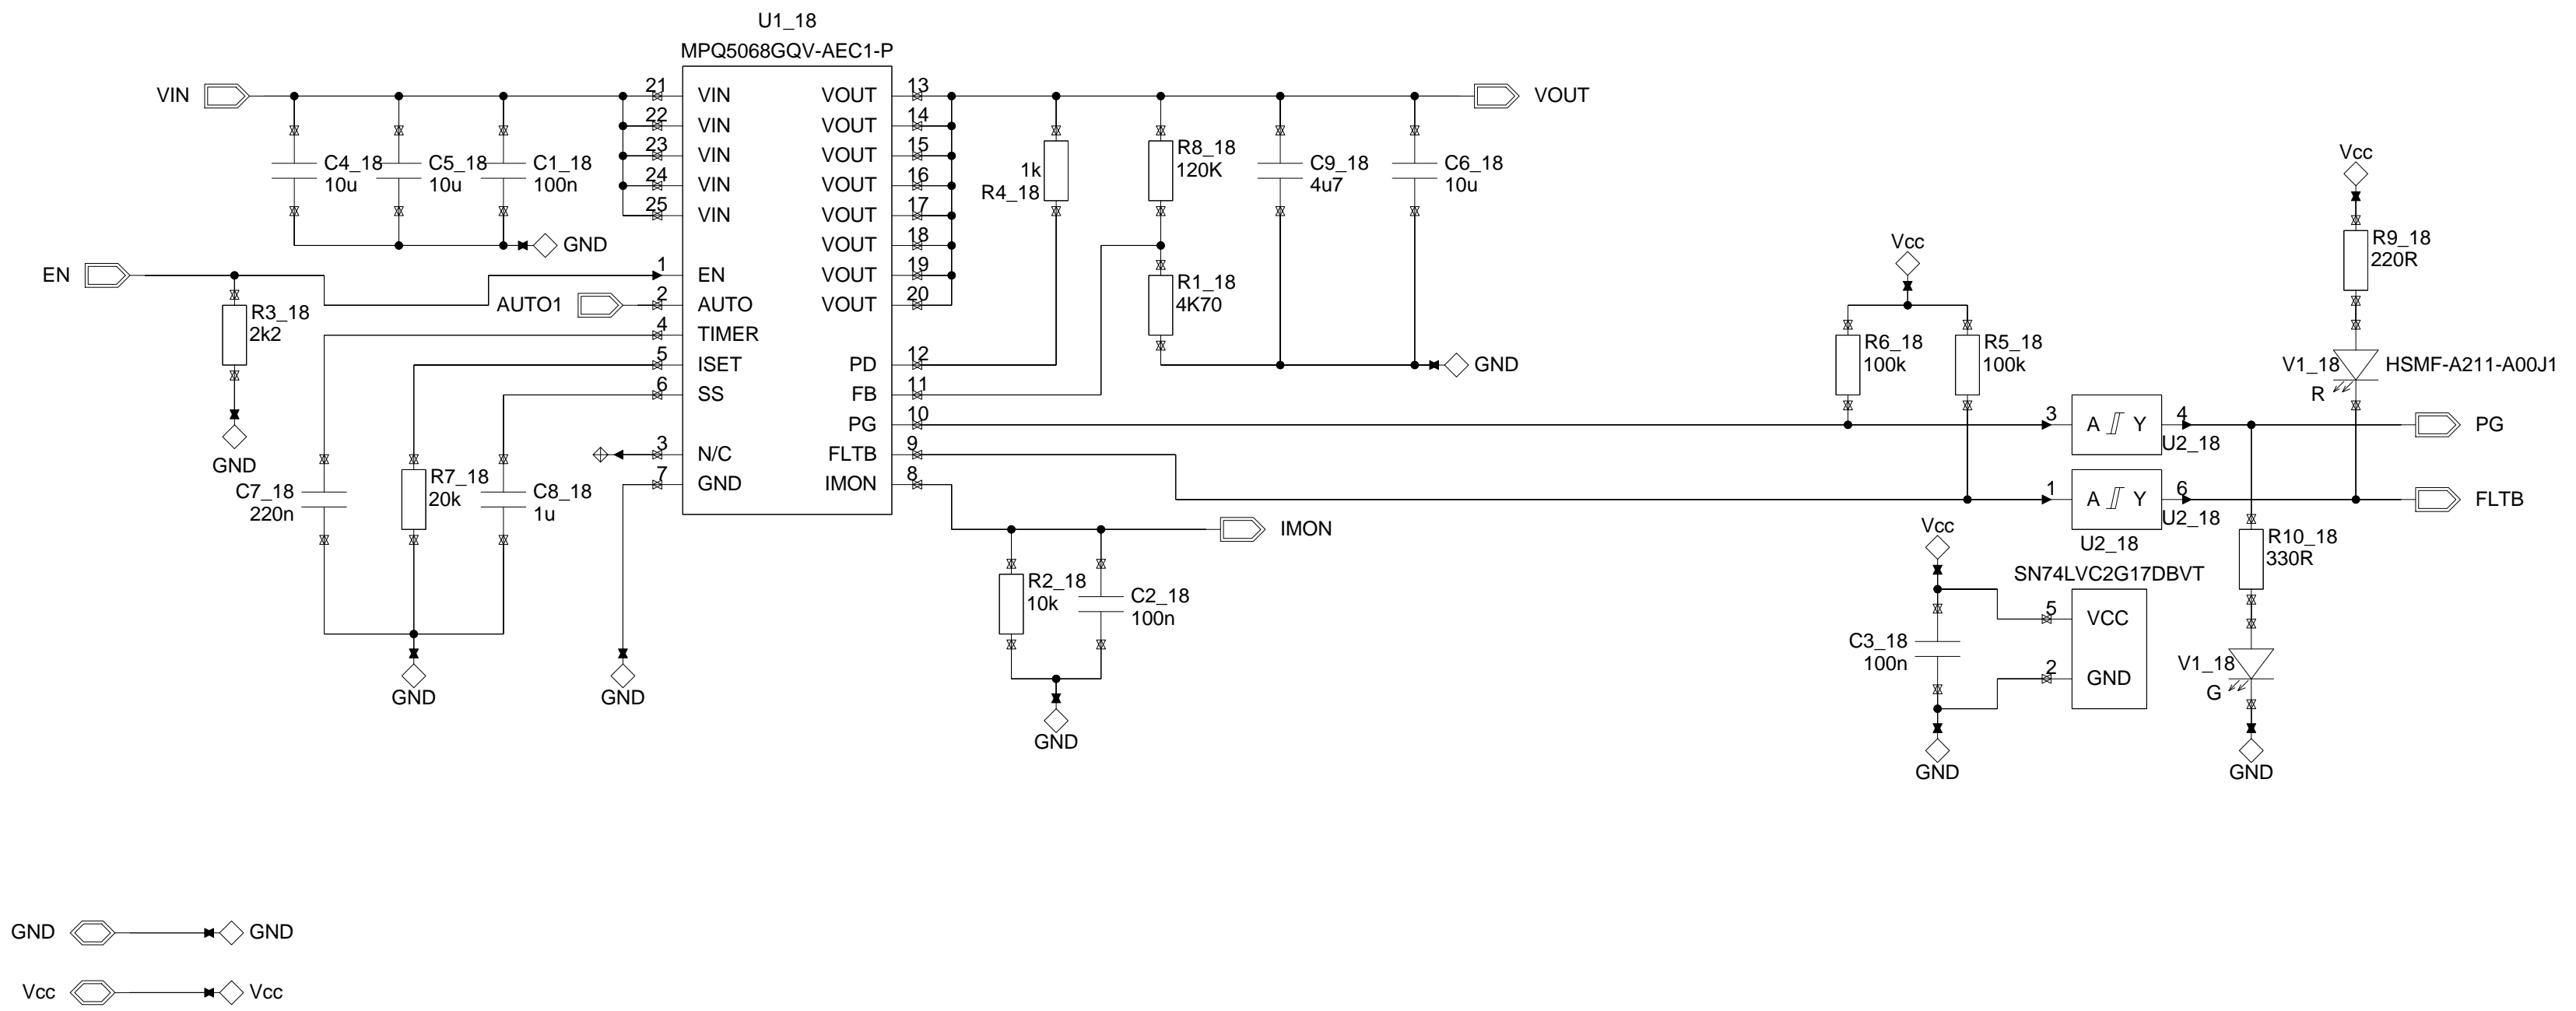 U1_18
MPQ5068GQV-AEC1-P
VIN
C4_18
10u
C5_18
10u
C1_18
100n
GND
EN
R3_18
2k2
GND
AUTO1
C7_18
220n
R7_18
20k
C8_18
1u
GND
GND
21 VIN
22 VIN
23 VIN
24 VIN
25 VIN
1 EN
2 AUTO
4 TIMER
5 ISET
6 SS
3 N/C
7 GND
VOUT 13
VOUT 14
VOUT 15
VOUT 16
VOUT 17
VOUT 18
VOUT 19
VOUT 20
PD 12
FB 11
PG 10
FLTB 9
IMON 8
1k
R4_18
R8_18
120K
R1_18
4K70
C9_18
4u7
C6_18
10u
VOUT
GND
IMON
R2_18
10k
C2_18
100n
GND
Vcc
R6_18
100k
R5_18
100k
3 A Y 4
U2_18
1 A Y 6
U2_18
U2_18
SN74LVC2G17DBVT
Vcc
C3_18
100n
5 VCC
2 GND
GND
Vcc
R9_18
220R
V1_18
R
HSMF-A211-A00J1
PG
FLTB
R10_18
330R
V1_18
G
GND
GND GND
Vcc Vcc